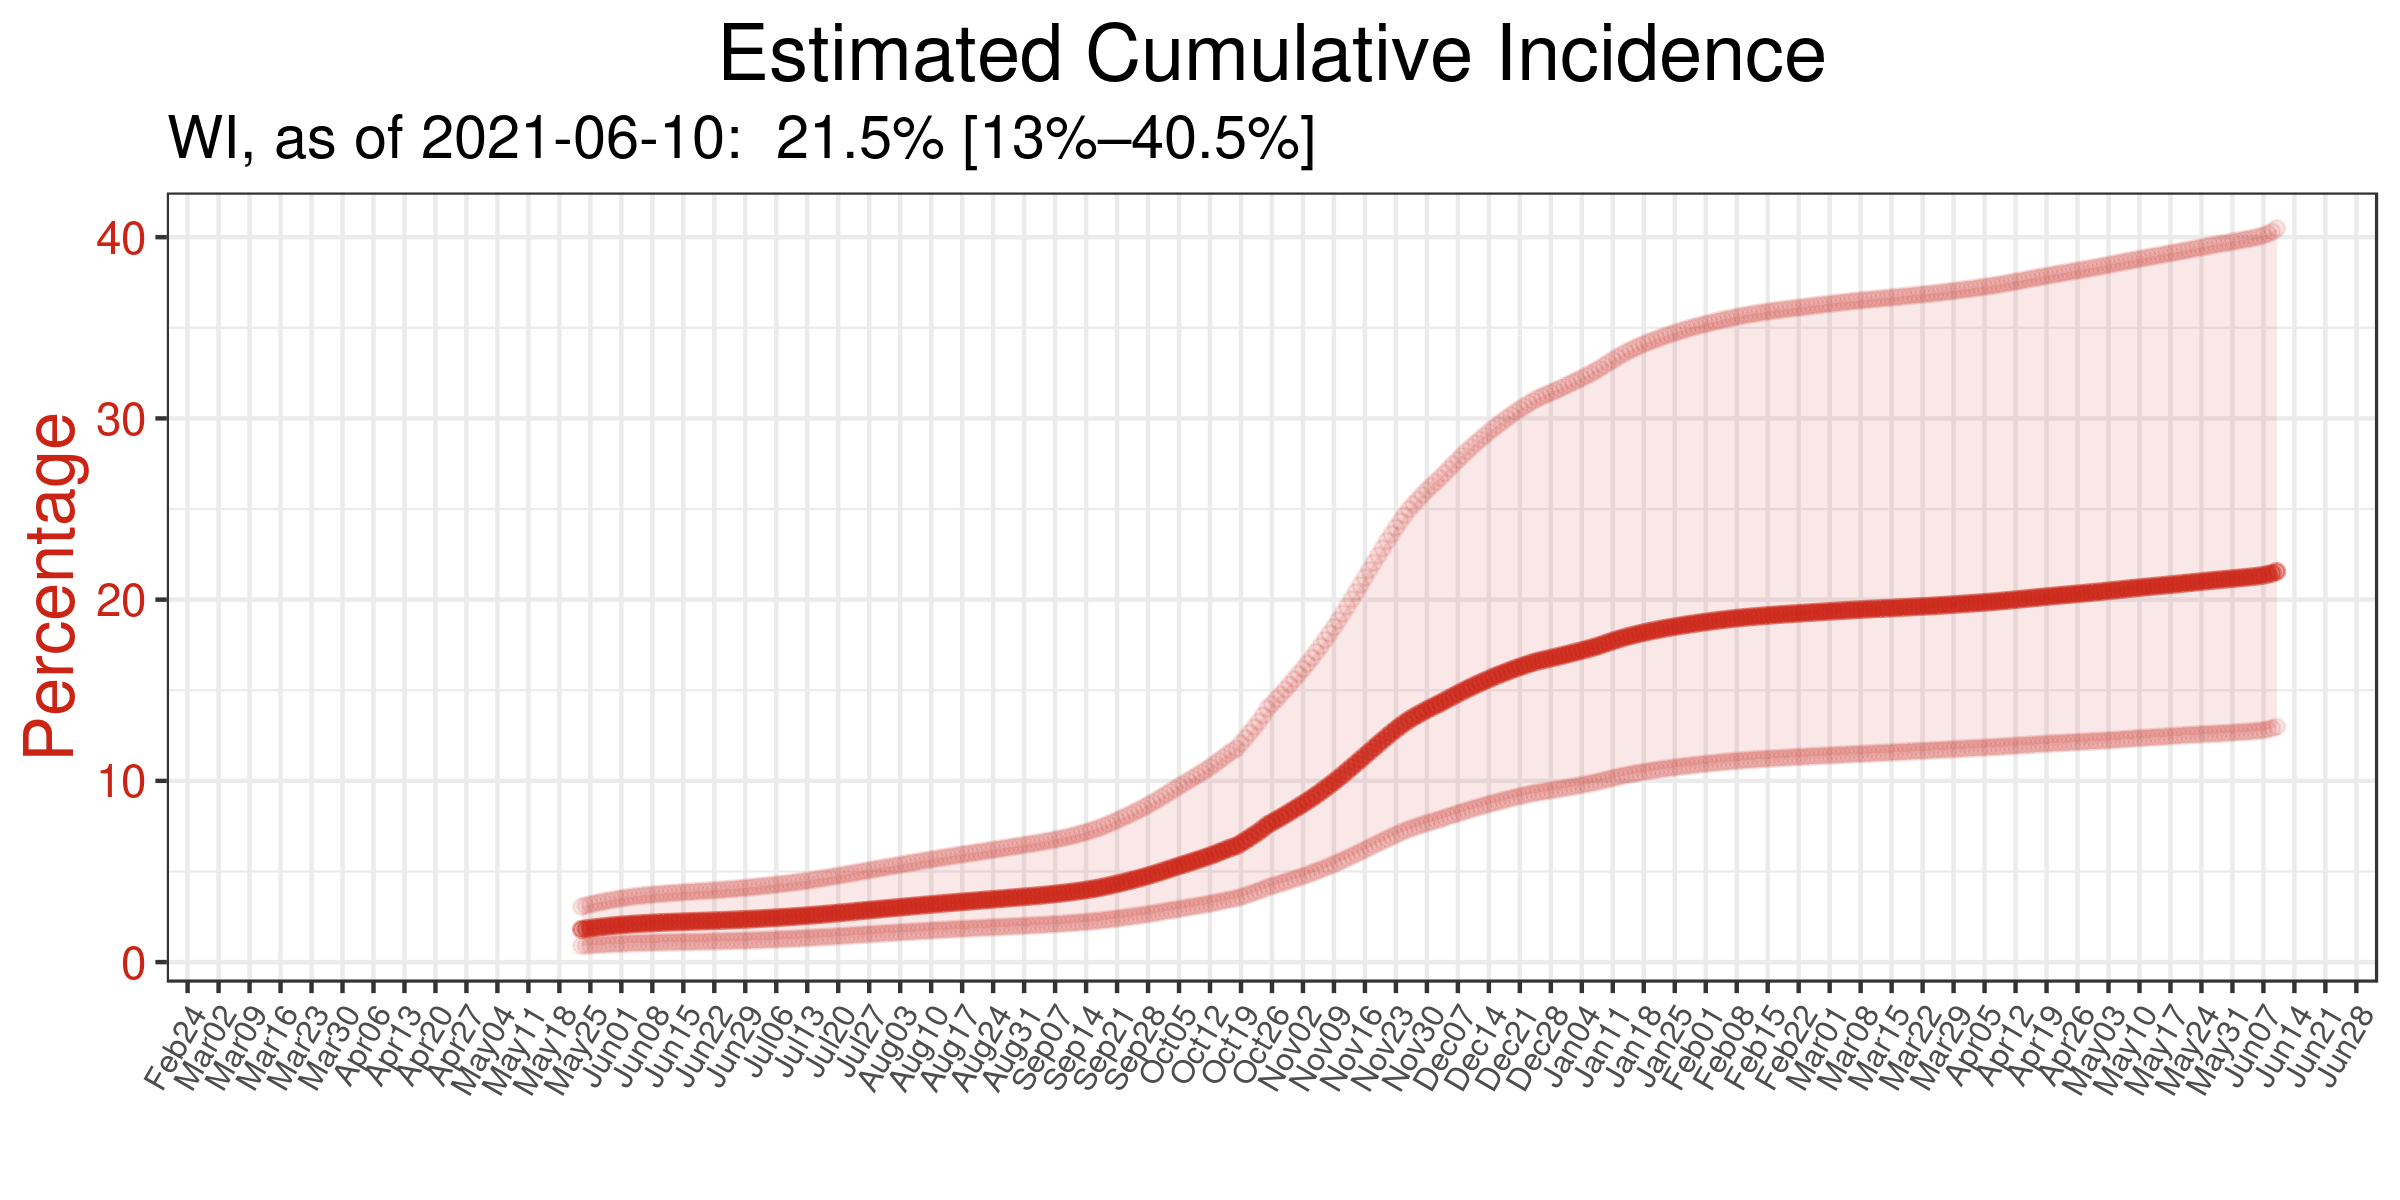 Estimated Cumulative Incidence
WI, as of 2021-06-10:  21.5% [13%–40.5%]
Percentage
40
30
20
10
0
Feb24
Mar02
Mar09
Mar16
Mar23
Mar30
Apr06
Apr13
Apr20
Apr27
May04
May11
May18
May25
Jun01
Jun08
Jun15
Jun22
Jun29
Jul06
Jul13
Jul20
Jul27
Aug03
Aug10
Aug17
Aug24
Aug31
Sep07
Sep14
Sep21
Sep28
Oct05
Oct12
Oct19
Oct26
Nov02
Nov09
Nov16
Nov23
Nov30
Dec07
Dec14
Dec21
Dec28
Jan04
Jan11
Jan18
Jan25
Feb01
Feb08
Feb15
Feb22
Mar01
Mar08
Mar15
Mar22
Mar29
Apr05
Apr12
Apr19
Apr26
May03
May10
May17
May24
May31
Jun07
Jun14
Jun21
Jun28